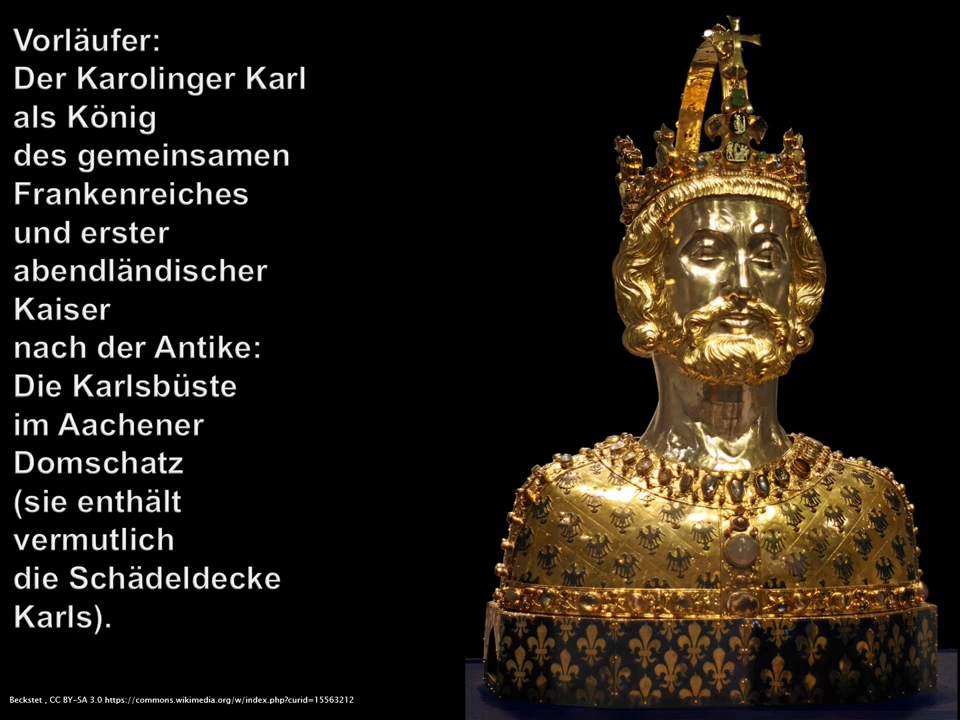 Vorläufer:
Der Karolinger Karl
als König
des gemeinsamen
Frankenreiches
und erster
abendländischer
Kaiser
nach der Antike:
Die Karlsbüste
im Aachener
Domschatz
(sie enthält
vermutlich
die Schädeldecke
Karls).
Beckstet , CC BY-SA 3.0 https://commons.wikimedia.org/w/index.php?curid=15563212